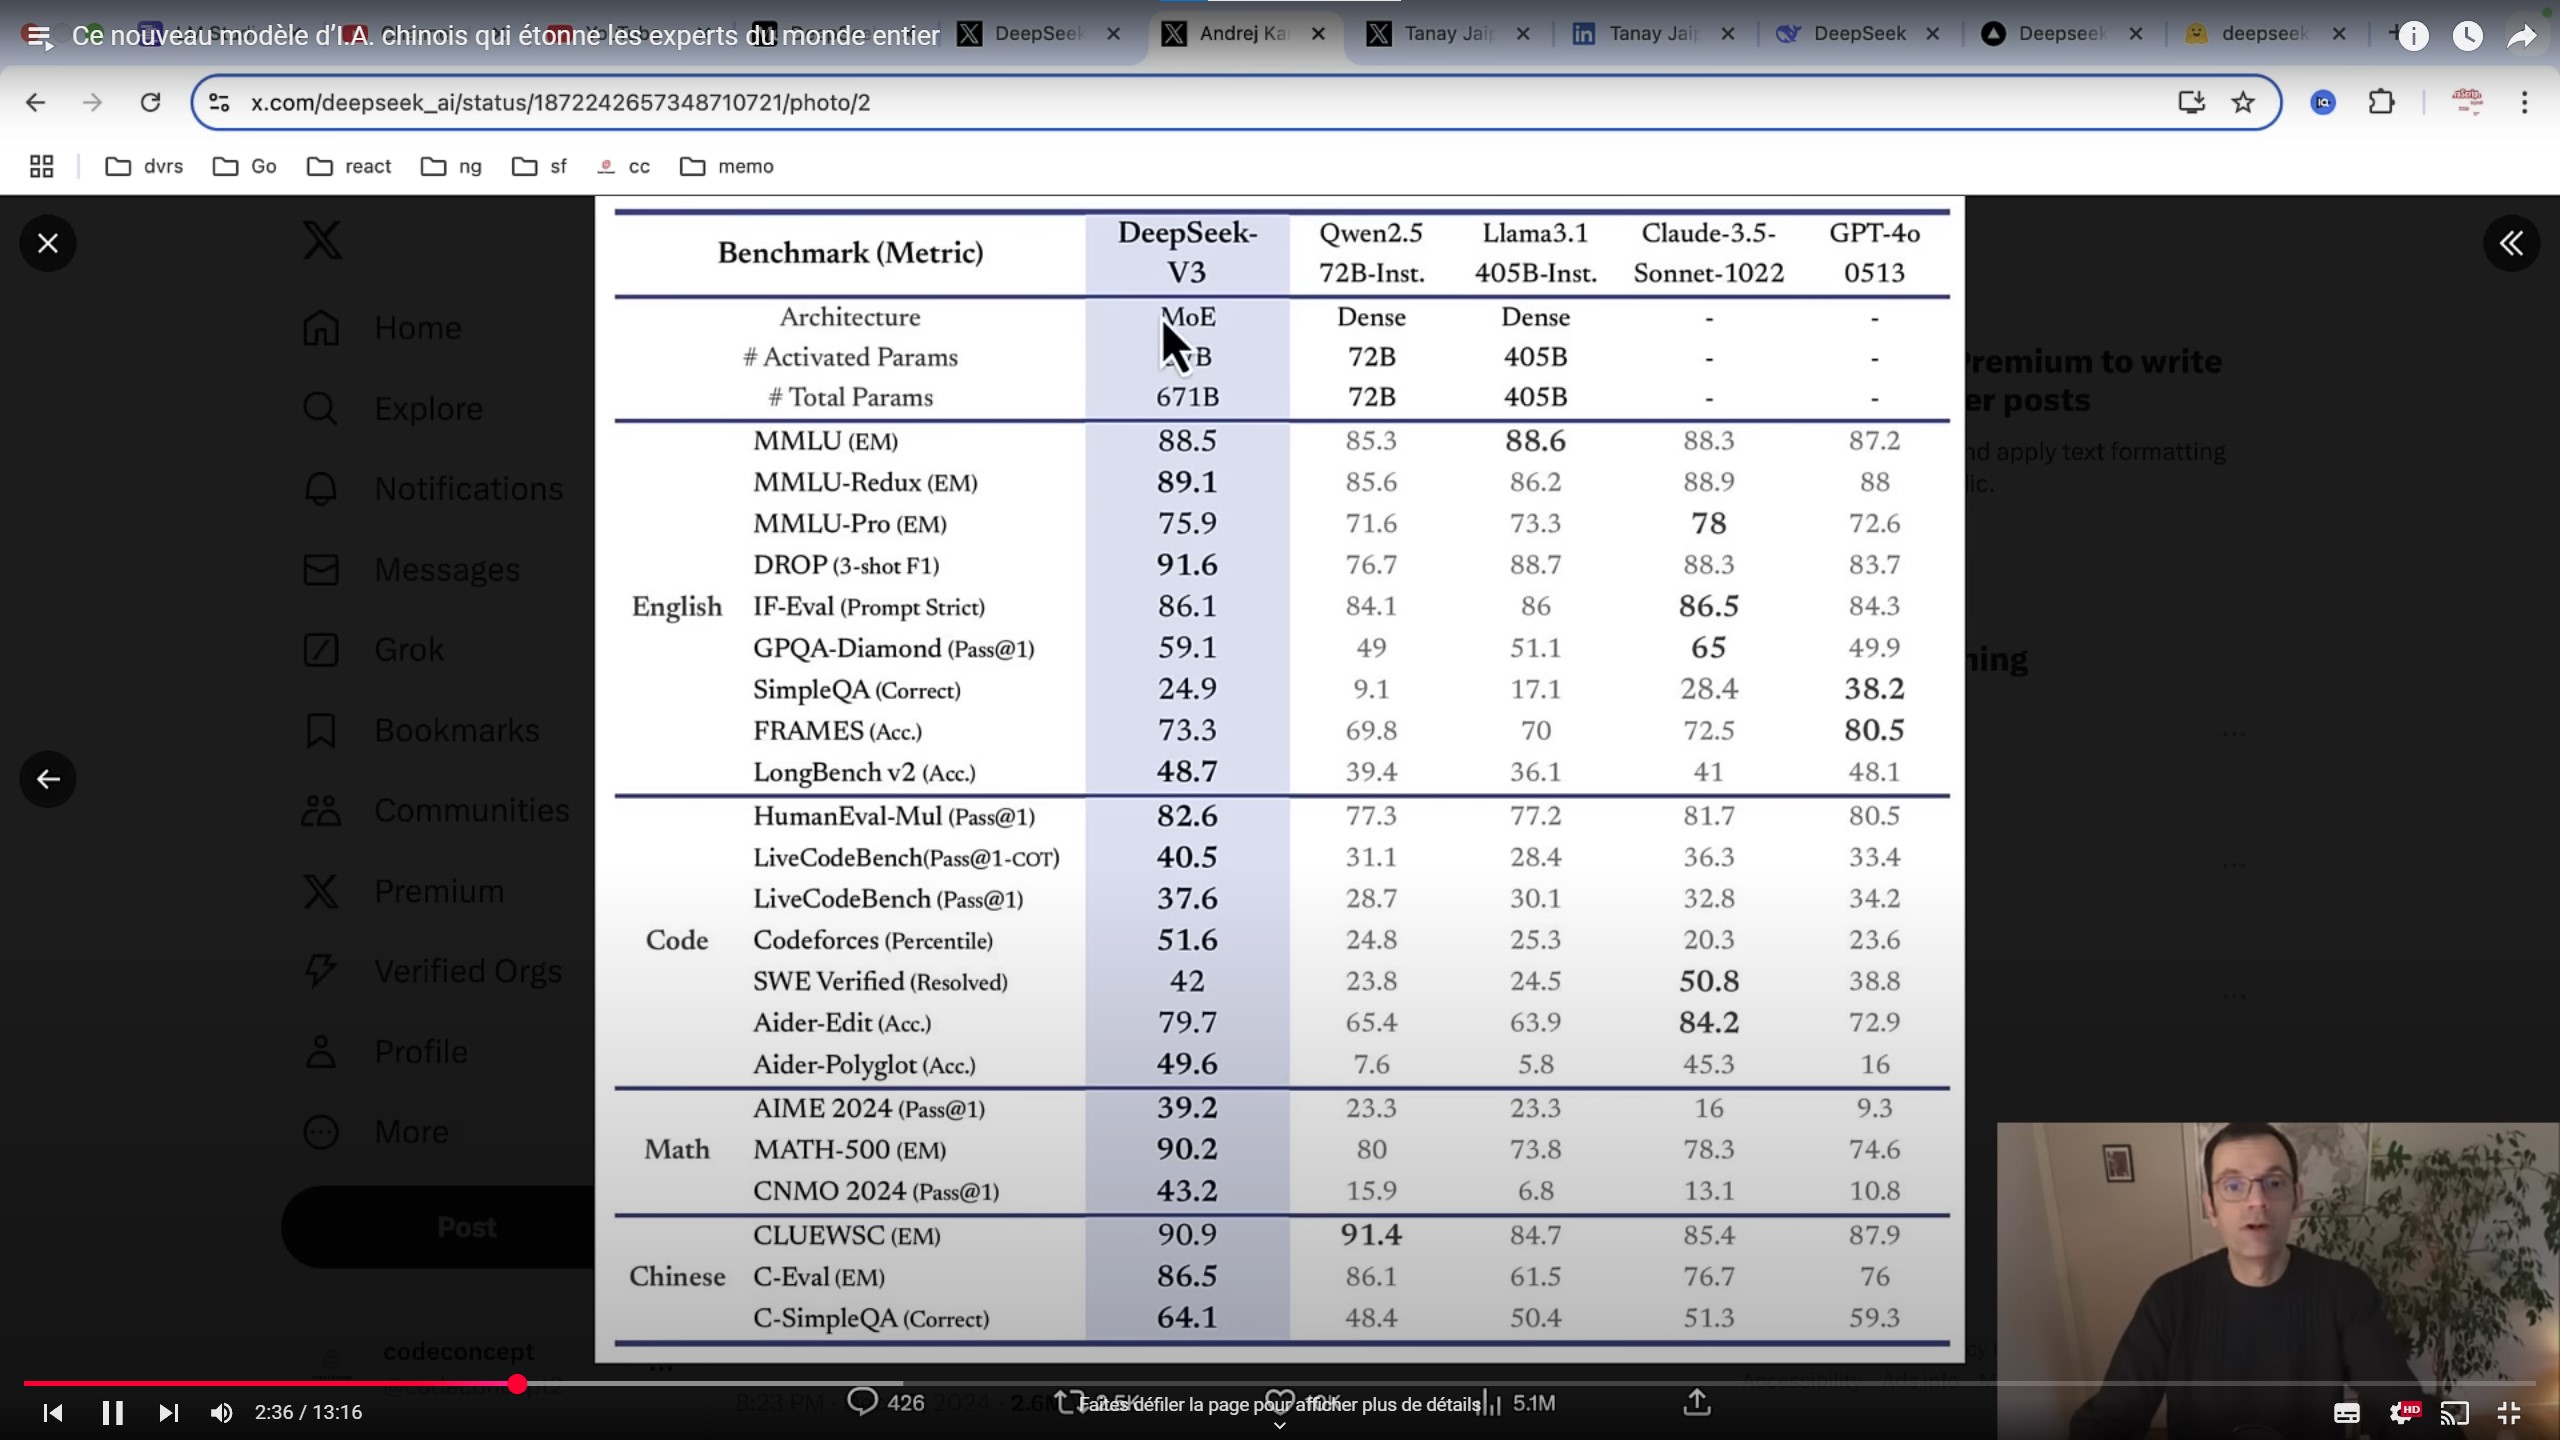 Ce nouveau modèle d'I.A. chinois qui étonne les experts du monde entier
DeepSeek
Andrej Ka
Tanay Jaip
Tanay Jaip
DeepSeek
Deepseek
deepseek
x.com/deepseek_ai/status/1872242657348710721/photo/2
dvrs Go react ng sf cc memo
Home
Explore
Notifications
Messages
Grok
Bookmarks
Communities
Premium
Verified Orgs
Profile
More
Post
codeconcept
Benchmark (Metric) DeepSeek-V3 Qwen2.5 72B-Inst. Llama3.1 405B-Inst. Claude-3.5-Sonnet-1022 GPT-4o 0513
Architecture MoE Dense Dense - -
# Activated Params 72B 405B - -
# Total Params 671B 72B 405B - -
English
MMLU (EM) 88.5 85.3 88.6 88.3 87.2
MMLU-Redux (EM) 89.1 85.6 86.2 88.9 88
MMLU-Pro (EM) 75.9 71.6 73.3 78 72.6
DROP (3-shot F1) 91.6 76.7 88.7 88.3 83.7
IF-Eval (Prompt Strict) 86.1 84.1 86 86.5 84.3
GPQA-Diamond (Pass@1) 59.1 49 51.1 65 49.9
SimpleQA (Correct) 24.9 9.1 17.1 28.4 38.2
FRAMES (Acc.) 73.3 69.8 70 72.5 80.5
LongBench v2 (Acc.) 48.7 39.4 36.1 41 48.1
Code
HumanEval-Mul (Pass@1) 82.6 77.3 77.2 81.7 80.5
LiveCodeBench(Pass@1-COT) 40.5 31.1 28.4 36.3 33.4
LiveCodeBench (Pass@1) 37.6 28.7 30.1 32.8 34.2
Codeforces (Percentile) 51.6 24.8 25.3 20.3 23.6
SWE Verified (Resolved) 42 23.8 24.5 50.8 38.8
Aider-Edit (Acc.) 79.7 65.4 63.9 84.2 72.9
Aider-Polyglot (Acc.) 49.6 7.6 5.8 45.3 16
Math
AIME 2024 (Pass@1) 39.2 23.3 23.3 16 9.3
MATH-500 (EM) 90.2 80 73.8 78.3 74.6
CNMO 2024 (Pass@1) 43.2 15.9 6.8 13.1 10.8
Chinese
CLUEWSC (EM) 90.9 91.4 84.7 85.4 87.9
C-Eval (EM) 86.5 86.1 61.5 76.7 76
C-SimpleQA (Correct) 64.1 48.4 50.4 51.3 59.3
Premium to write
er posts
nd apply text formatting
lic.
ning
8:23 PM
2024
426
5.1M
Faites défiler la page pour afficher plus de détails
2:36 / 13:16
HD